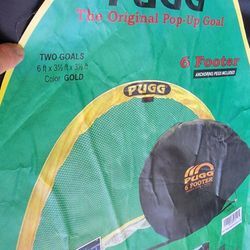 PUGG
The Original Pop-Up Goal
TWO GOALS
6 ft x 3½ ft x 3½ ft
Color GOLD
6 Footer
ANCHORING PEGS INCLUDED
PUGG
PUGG
6 FOOTER